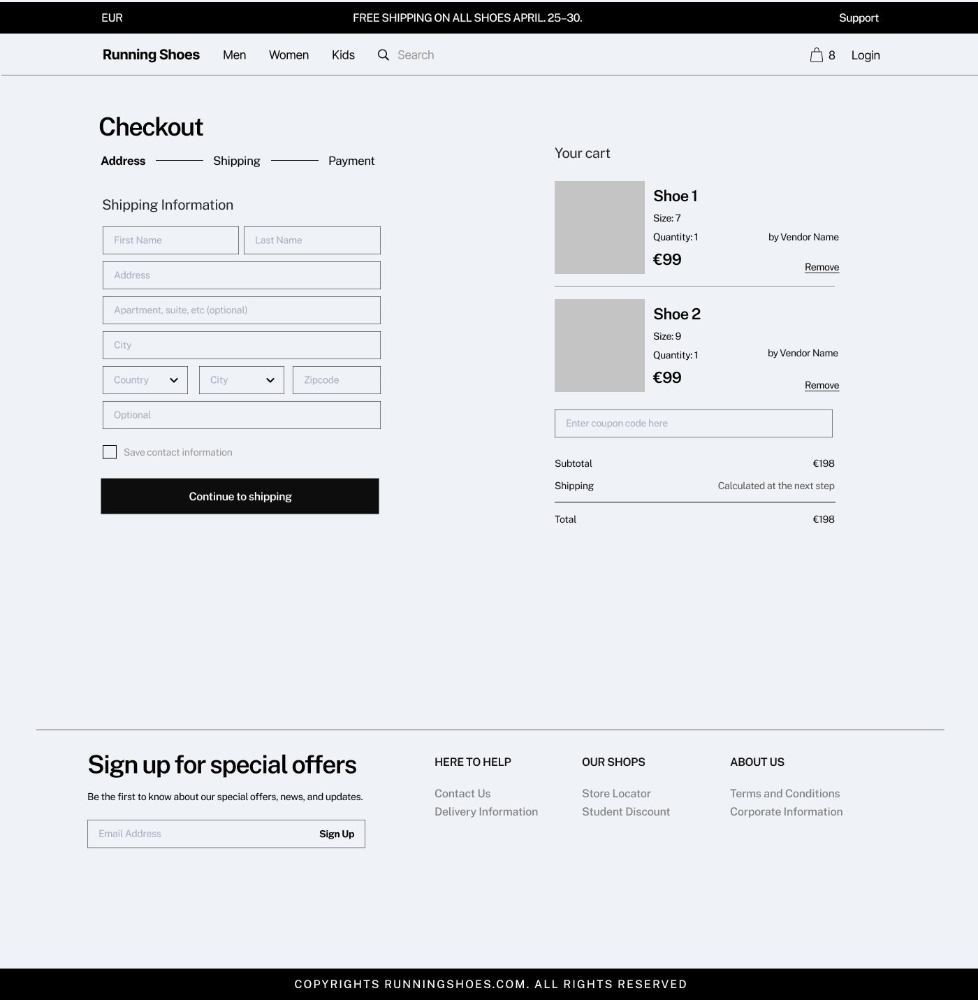 EUR
FREE SHIPPING ON ALL SHOES APRIL. 25–30.
Support
Running Shoes
Men
Women
Kids
Search
8
Login
Checkout
Address
Shipping
Payment
Shipping Information
First Name
Last Name
Address
Apartment, suite, etc (optional)
City
Country
City
Zipcode
Optional
Save contact information
Continue to shipping
Your cart
Shoe 1
Size: 7
Quantity: 1
by Vendor Name
€99
Remove
Shoe 2
Size: 9
Quantity: 1
by Vendor Name
€99
Remove
Enter coupon code here
Subtotal
€198
Shipping
Calculated at the next step
Total
€198
Sign up for special offers
Be the first to know about our special offers, news, and updates.
Email Address
Sign Up
HERE TO HELP
Contact Us
Delivery Information
OUR SHOPS
Store Locator
Student Discount
ABOUT US
Terms and Conditions
Corporate Information
COPYRIGHTS RUNNINGSHOES.COM. ALL RIGHTS RESERVED